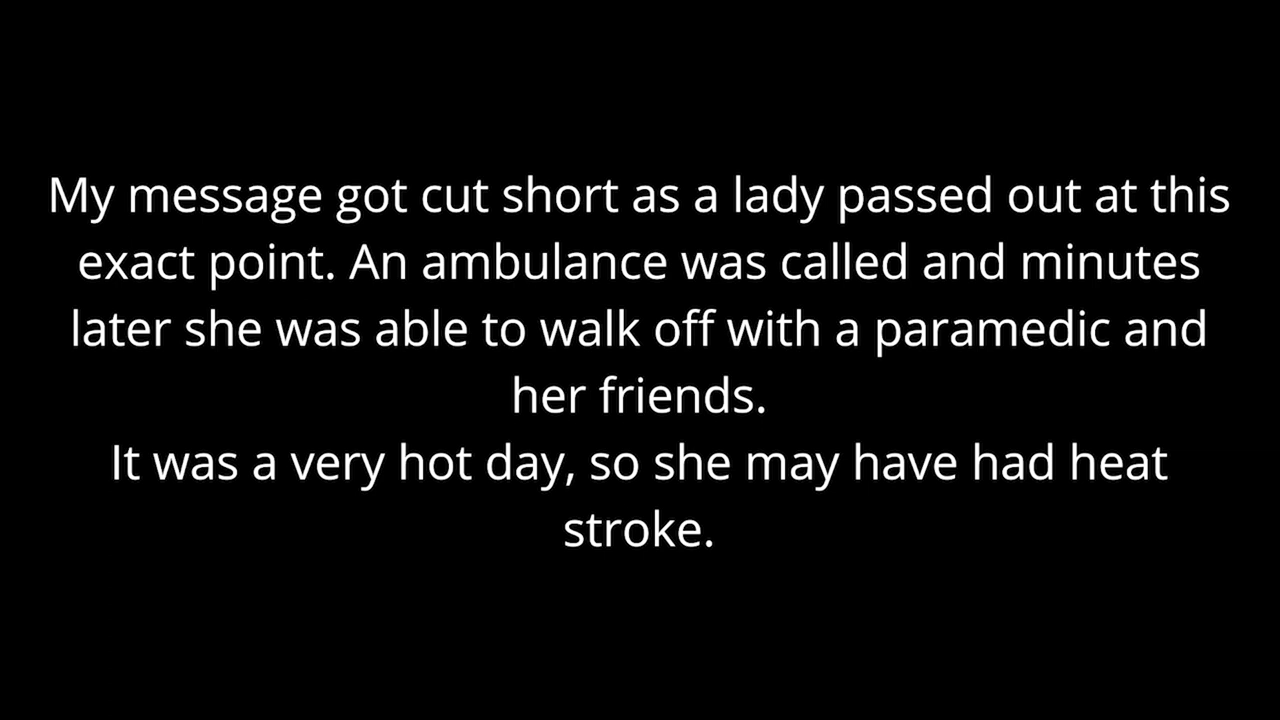 My message got cut short as a lady passed out at this
exact point. An ambulance was called and minutes
later she was able to walk off with a paramedic and
her friends.
It was a very hot day, so she may have had heat
stroke.